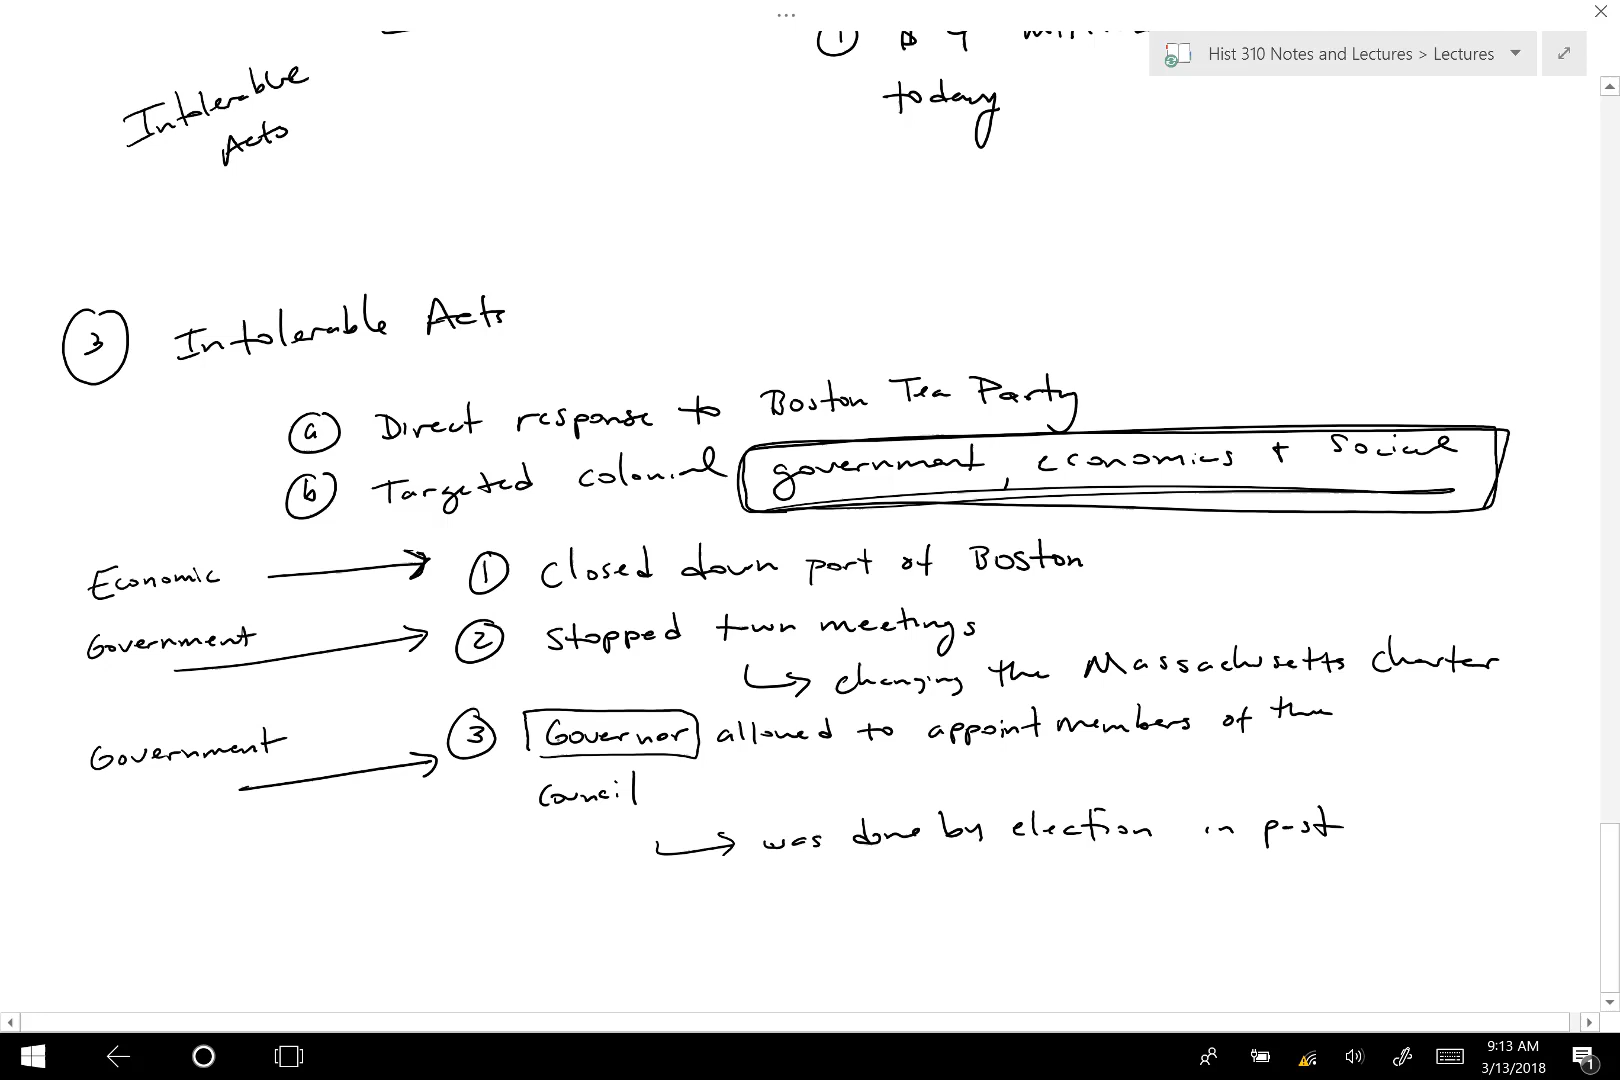 ...
Hist 310 Notes and Lectures > Lectures
① $4
today
Intolerable
Acts
③ Intolerable Acts
ⓐ Direct response to Boston Tea Party
ⓑ Targeted colonial government, economics + social
Economic → ① Closed down port of Boston
Government → ② Stopped town meetings
↳ changing the Massachusetts charter
Government → ③ Governor allowed to appoint members of the
Council
↳ was done by election in past
9:13 AM
3/13/2018
1